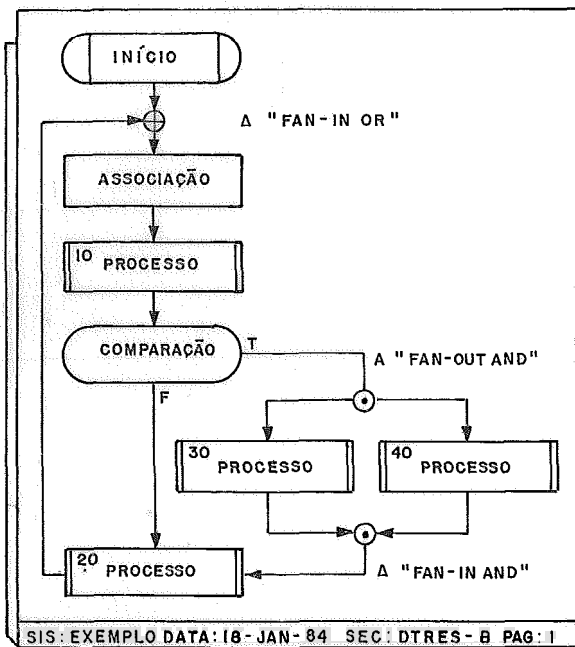 INÍCIO
Δ "FAN-IN OR"
ASSOCIAÇÃO
10 PROCESSO
COMPARAÇÃO
T
A "FAN-OUT AND"
F
30 PROCESSO
40 PROCESSO
20 PROCESSO
Δ "FAN-IN AND"
SIS: EXEMPLO DATA: 18-JAN-84 SEC: DTRES-B PAG: 1